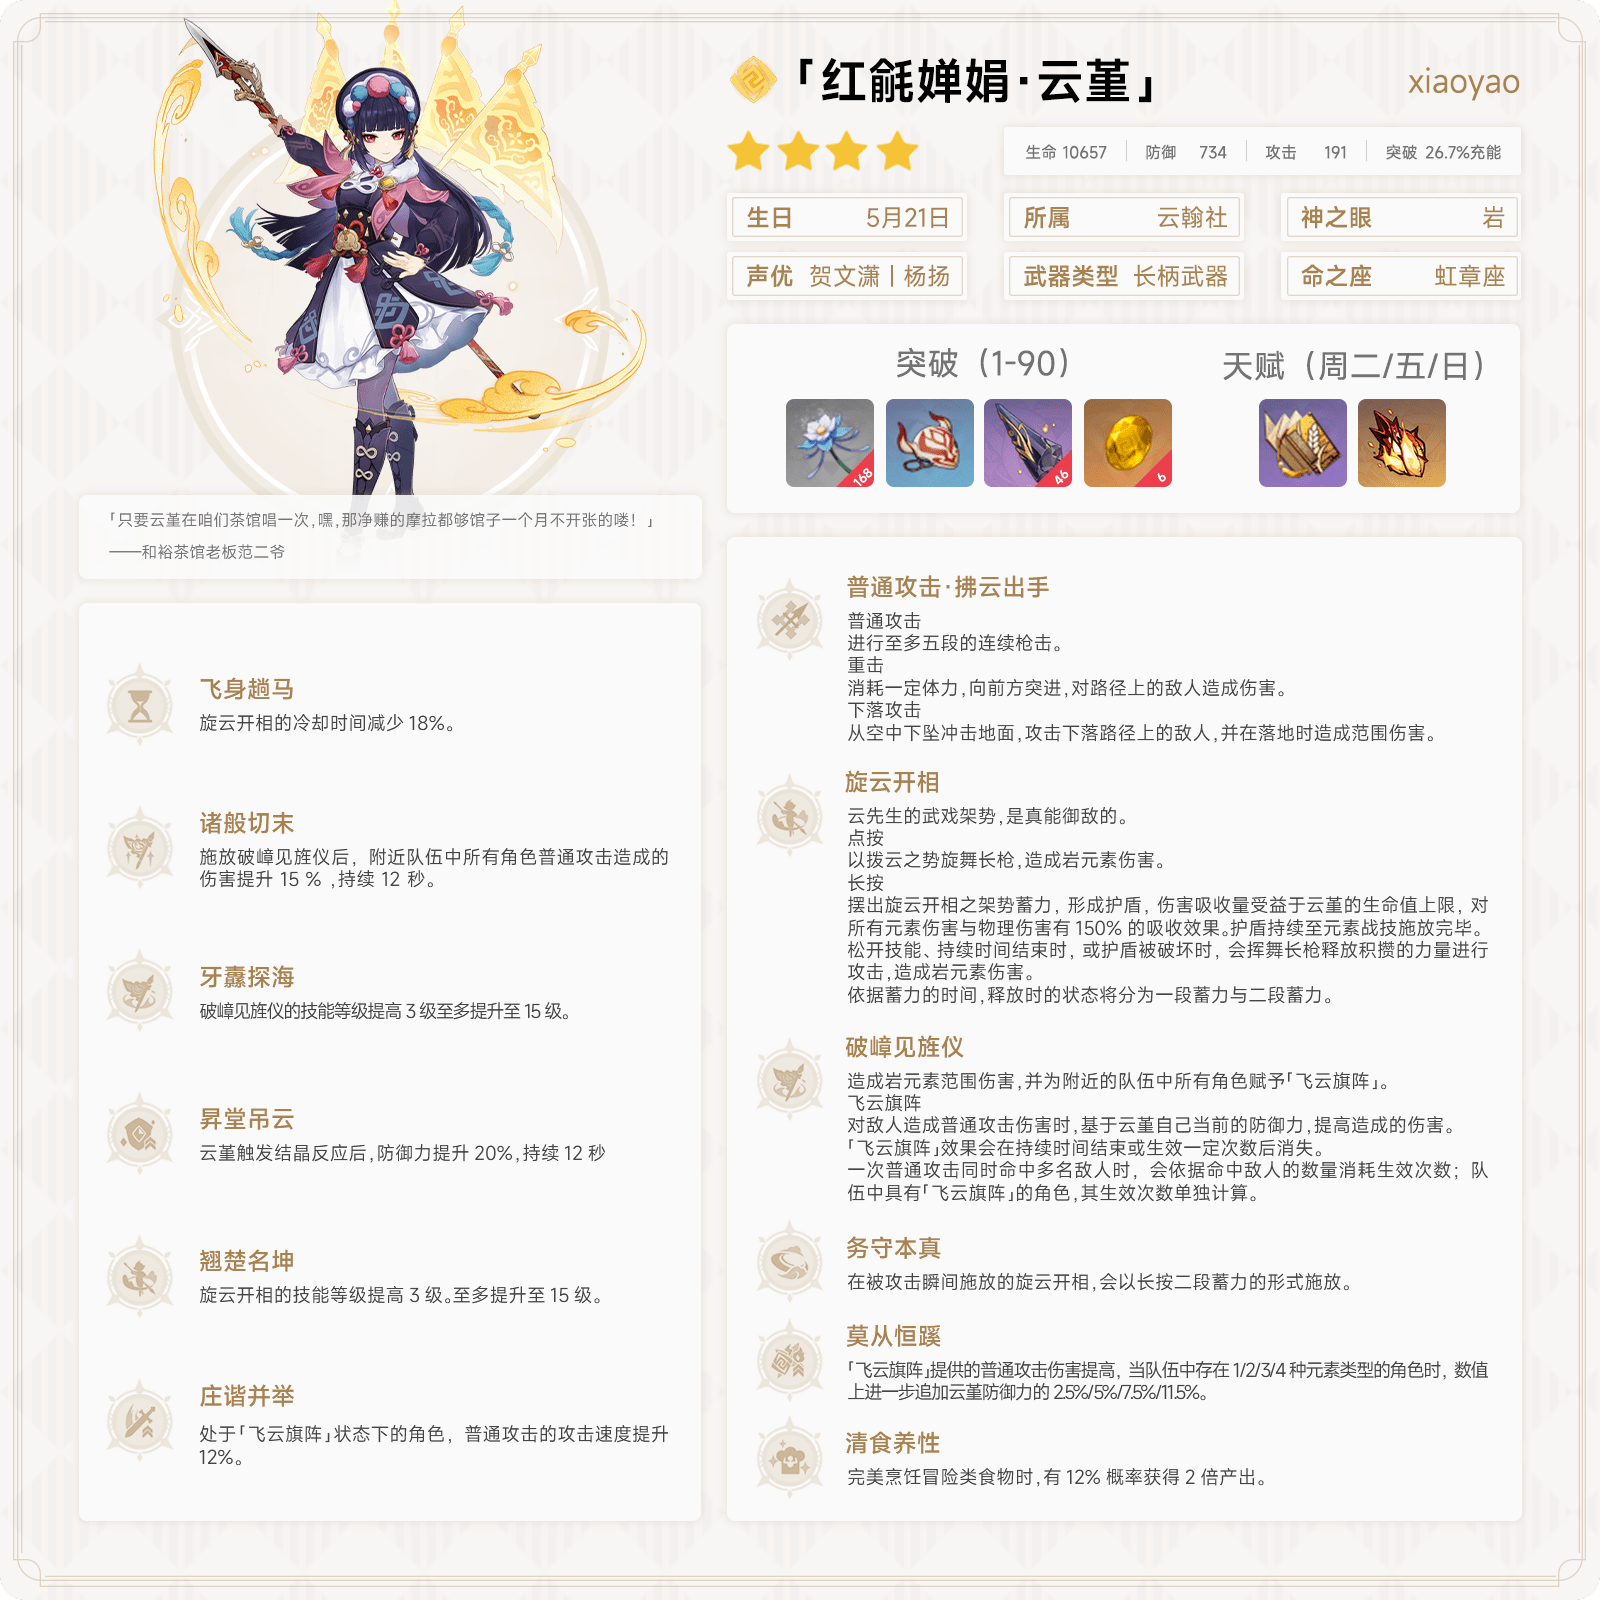 「红毹婵娟·云堇」
xiaoyao
生命 10657 防御 734 攻击 191 突破 26.7%充能
生日 5月21日 所属 云翰社 神之眼 岩
声优 贺文潇丨杨扬 武器类型 长柄武器 命之座 虹章座
突破（1-90） 天赋（周二/五/日）
168 46 6
「只要云堇在咱们茶馆唱一次,嘿,那净赚的摩拉都够馆子一个月不开张的喽！」
——和裕茶馆老板范二爷
飞身趟马
旋云开相的冷却时间减少 18%。
诸般切末
施放破嶂见旌仪后，附近队伍中所有角色普通攻击造成的
伤害提升 15 % ,持续 12 秒。
牙纛探海
破嶂见旌仪的技能等级提高 3 级至多提升至 15 级。
昇堂吊云
云堇触发结晶反应后,防御力提升 20%,持续 12 秒
翘楚名坤
旋云开相的技能等级提高 3 级。至多提升至 15 级。
庄谐并举
处于「飞云旗阵」状态下的角色，普通攻击的攻击速度提升
12%。
普通攻击·拂云出手
普通攻击
进行至多五段的连续枪击。
重击
消耗一定体力,向前方突进,对路径上的敌人造成伤害。
下落攻击
从空中下坠冲击地面,攻击下落路径上的敌人,并在落地时造成范围伤害。
旋云开相
云先生的武戏架势,是真能御敌的。
点按
以拨云之势旋舞长枪,造成岩元素伤害。
长按
摆出旋云开相之架势蓄力，形成护盾，伤害吸收量受益于云堇的生命值上限，对
所有元素伤害与物理伤害有 150% 的吸收效果。护盾持续至元素战技施放完毕。
松开技能、持续时间结束时，或护盾被破坏时，会挥舞长枪释放积攒的力量进行
攻击,造成岩元素伤害。
依据蓄力的时间,释放时的状态将分为一段蓄力与二段蓄力。
破嶂见旌仪
造成岩元素范围伤害,并为附近的队伍中所有角色赋予「飞云旗阵」。
飞云旗阵
对敌人造成普通攻击伤害时,基于云堇自己当前的防御力,提高造成的伤害。
「飞云旗阵」效果会在持续时间结束或生效一定次数后消失。
一次普通攻击同时命中多名敌人时，会依据命中敌人的数量消耗生效次数；队
伍中具有「飞云旗阵」的角色,其生效次数单独计算。
务守本真
在被攻击瞬间施放的旋云开相,会以长按二段蓄力的形式施放。
莫从恒蹊
「飞云旗阵」提供的普通攻击伤害提高，当队伍中存在 1/2/3/4 种元素类型的角色时，数值
上进一步追加云堇防御力的 2.5%/5%/7.5%/11.5%。
清食养性
完美烹饪冒险类食物时,有 12% 概率获得 2 倍产出。